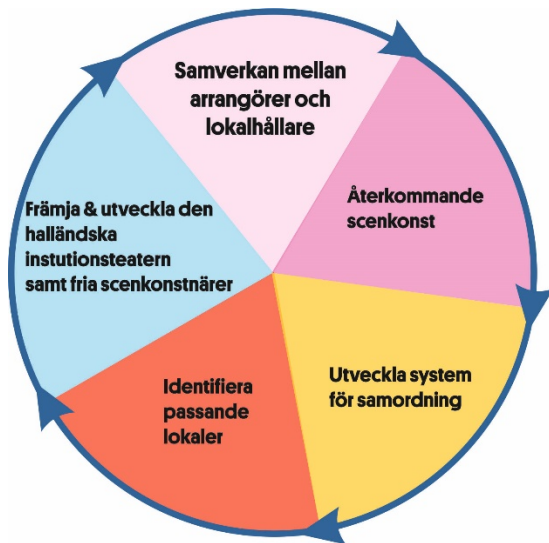 Samverkan mellan
arrangörer och
lokalhållare
Återkommande
scenkonst
Utveckla system
för samordning
Identifiera
passande
lokaler
Främja & utveckla den
halländska
instutionsteatern
samt fria scenkonstnärer